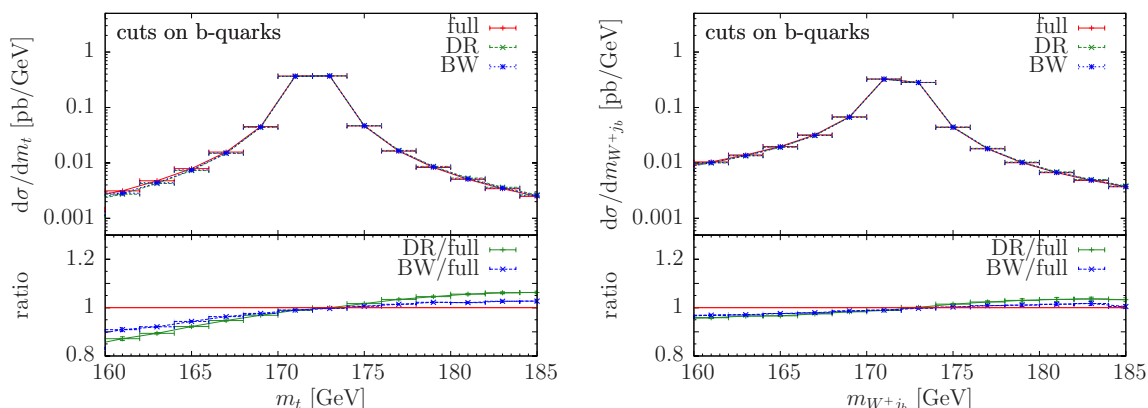 cuts on b-quarks
full
DR
BW
dσ/dm_t [pb/GeV]
1
0.1
0.01
0.001
DR/full
BW/full
ratio
1.2
1
0.8
160 165 170 175 180 185
m_t [GeV]
cuts on b-quarks
full
DR
BW
dσ/dm_{W^+j_b} [pb/GeV]
1
0.1
0.01
0.001
DR/full
BW/full
ratio
1.2
1
0.8
160 165 170 175 180 185
m_{W^+j_b} [GeV]